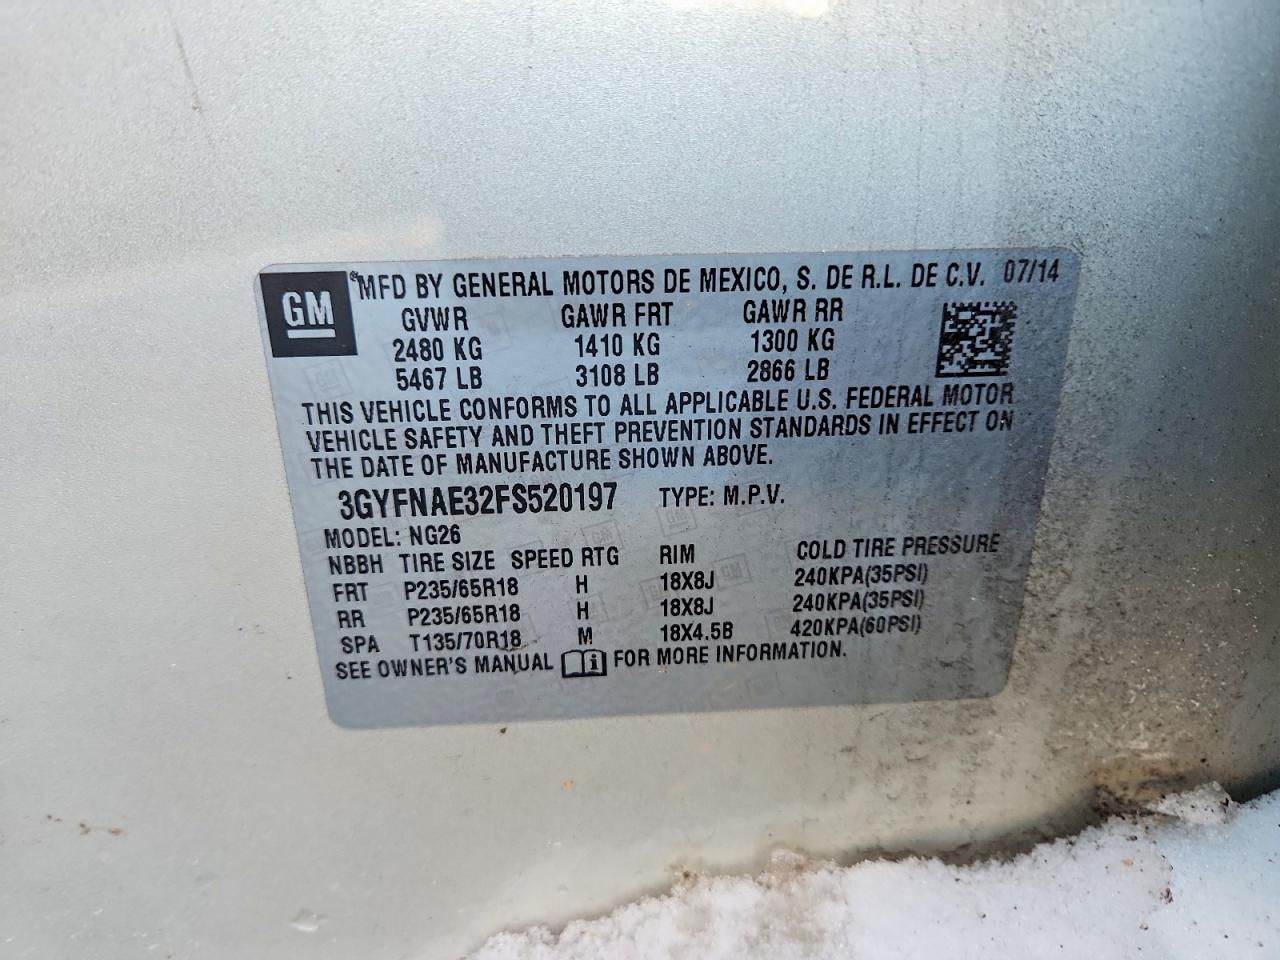 GM
MFD BY GENERAL MOTORS DE MEXICO, S. DE R.L. DE C.V. 07/14
GVWR GAWR FRT GAWR RR
2480 KG 1410 KG 1300 KG
5467 LB 3108 LB 2866 LB
THIS VEHICLE CONFORMS TO ALL APPLICABLE U.S. FEDERAL MOTOR
VEHICLE SAFETY AND THEFT PREVENTION STANDARDS IN EFFECT ON
THE DATE OF MANUFACTURE SHOWN ABOVE.
3GYFNAE32FS520197 TYPE: M.P.V.
MODEL: NG26
NBBH TIRE SIZE SPEED RTG RIM COLD TIRE PRESSURE
FRT P235/65R18 H 18X8J 240KPA(35PSI)
RR P235/65R18 H 18X8J 240KPA(35PSI)
SPA T135/70R18 M 18X4.5B 420KPA(60PSI)
SEE OWNER'S MANUAL FOR MORE INFORMATION.